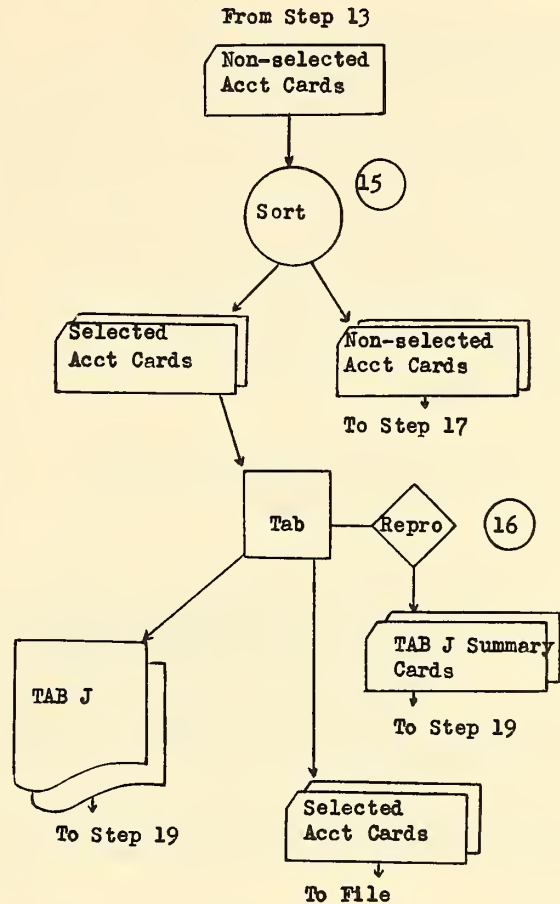 From Step 13
Non-selected
Acct Cards
15
Sort
Selected
Acct Cards
Non-selected
Acct Cards
To Step 17
Tab
Repro
16
TAB J Summary
Cards
To Step 19
TAB J
To Step 19
Selected
Acct Cards
To File